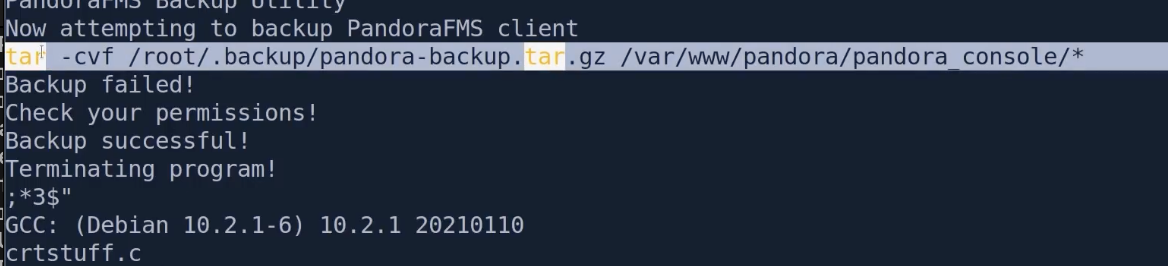 PandoraFMS Backup Utility
Now attempting to backup PandoraFMS client
tar -cvf /root/.backup/pandora-backup.tar.gz /var/www/pandora/pandora_console/*
Backup failed!
Check your permissions!
Backup successful!
Terminating program!
;*3$"
GCC: (Debian 10.2.1-6) 10.2.1 20210110
crtstuff.c